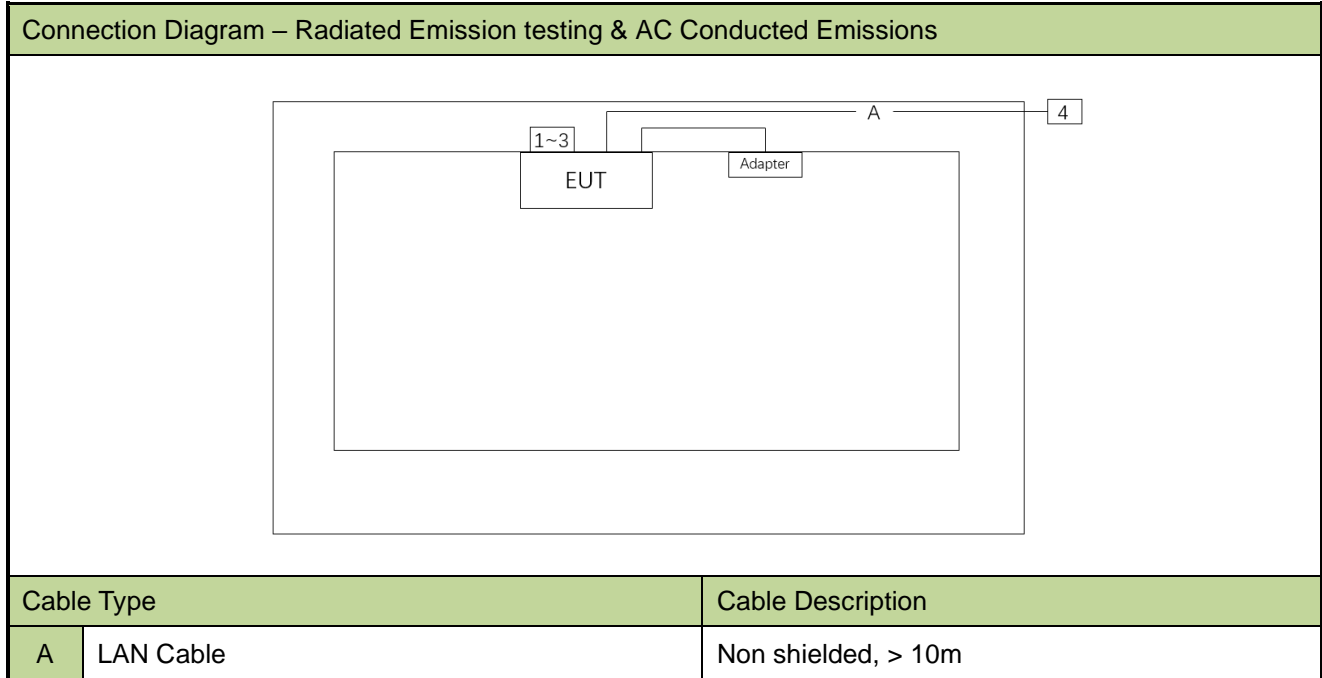 Connection Diagram – Radiated Emission testing & AC Conducted Emissions
A
4
1~3
Adapter
EUT
Cable Type
Cable Description
A
LAN Cable
Non shielded, > 10m